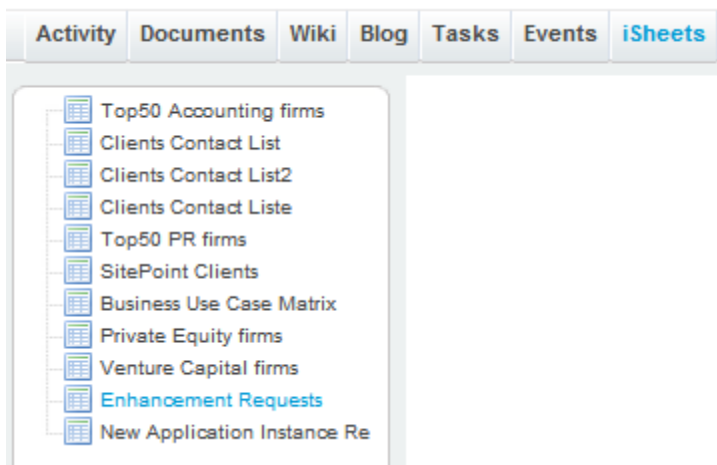 Activity Documents Wiki Blog Tasks Events iSheets
Top50 Accounting firms
Clients Contact List
Clients Contact List2
Clients Contact Liste
Top50 PR firms
SitePoint Clients
Business Use Case Matrix
Private Equity firms
Venture Capital firms
Enhancement Requests
New Application Instance Re